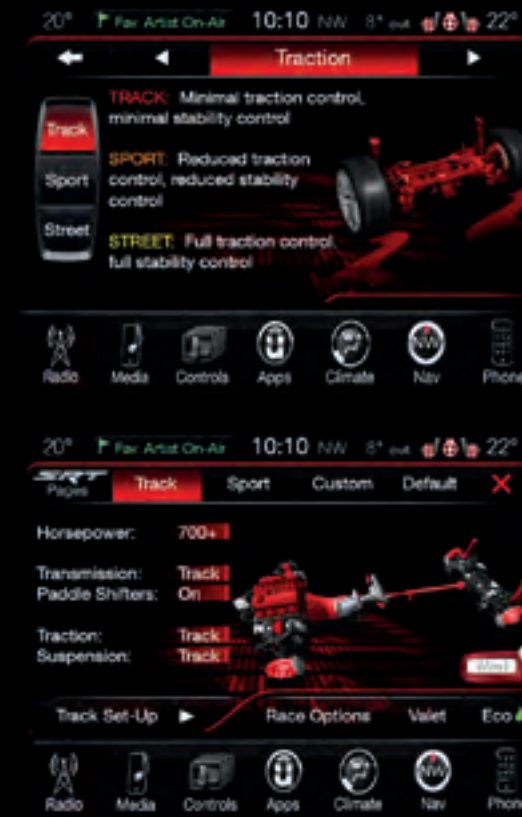 20° Fav. Artist On-Air 10:10 NW 8° out 22°
Traction
TRACK: Minimal traction control,
minimal stability control
Track
SPORT: Reduced traction
control, reduced stability
control
Sport
Street
STREET: Full traction control,
full stability control
NW
Radio Media Controls Apps Climate Nav Phone
20° Fav. Artist On-Air 10:10 NW 8° out 22°
SRT
Pages Track Sport Custom Default X
Horsepower: 700+
Transmission: Track
Paddle Shifters: On
Traction: Track
Suspension: Track
Track Set-Up Race Options Valet Eco
NW
Radio Media Controls Apps Climate Nav Phone